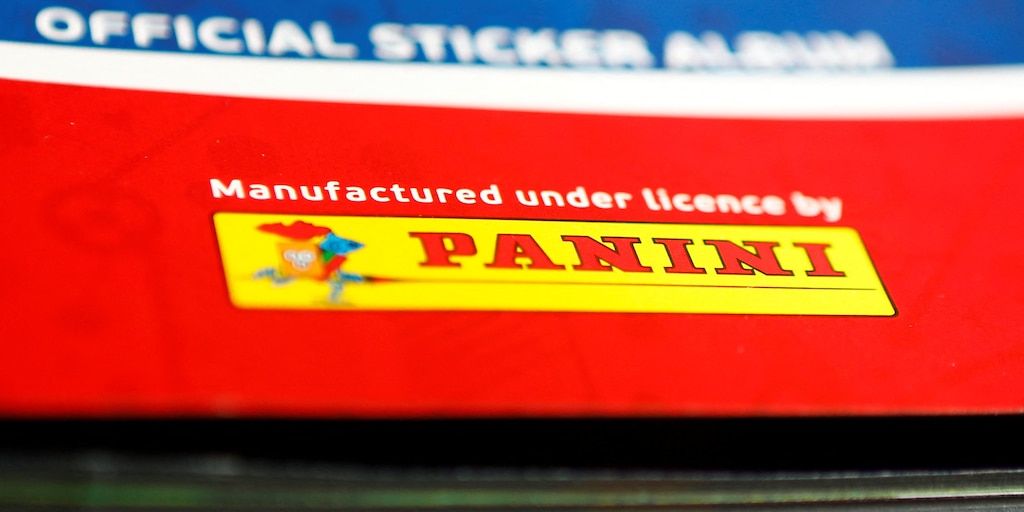 OFFICIAL STICKER ALBUM
Manufactured under licence by
PANINI